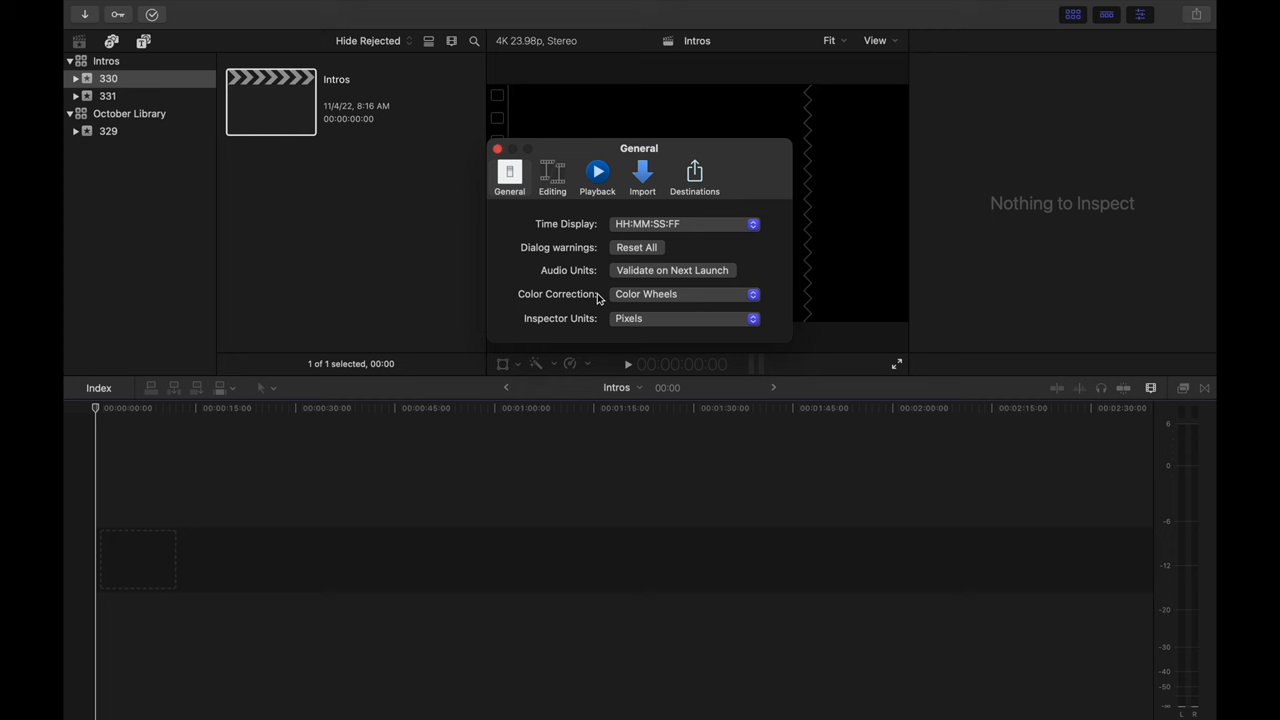 Hide Rejected
4K 23.98p, Stereo
Intros
Fit
View
Intros
330
331
October Library
329
Intros
11/4/22, 8:16 AM
00:00:00:00
General
General
Editing
Playback
Import
Destinations
Time Display:
HH:MM:SS:FF
Dialog warnings:
Reset All
Audio Units:
Validate on Next Launch
Color Correction:
Color Wheels
Inspector Units:
Pixels
Nothing to Inspect
1 of 1 selected, 00:00
00:00:00:00
Index
Intros
00:00
00:00:00:00
00:00:15:00
00:00:30:00
00:00:45:00
00:01:00:00
00:01:15:00
00:01:30:00
00:01:45:00
00:02:00:00
00:02:15:00
00:02:30:00
6
0
-6
-12
-20
-30
-40
-50
-∞
L
R